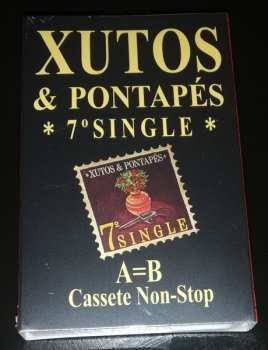 XUTOS
& PONTAPÉS
* 7º SINGLE *
*XUTOS & PONTAPÉS*
7º SINGLE
A=B
Cassete Non-Stop